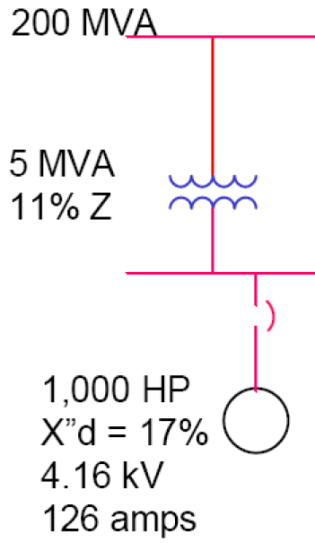 200 MVA
5 MVA
11% Z
1,000 HP
X"d = 17%
4.16 kV
126 amps